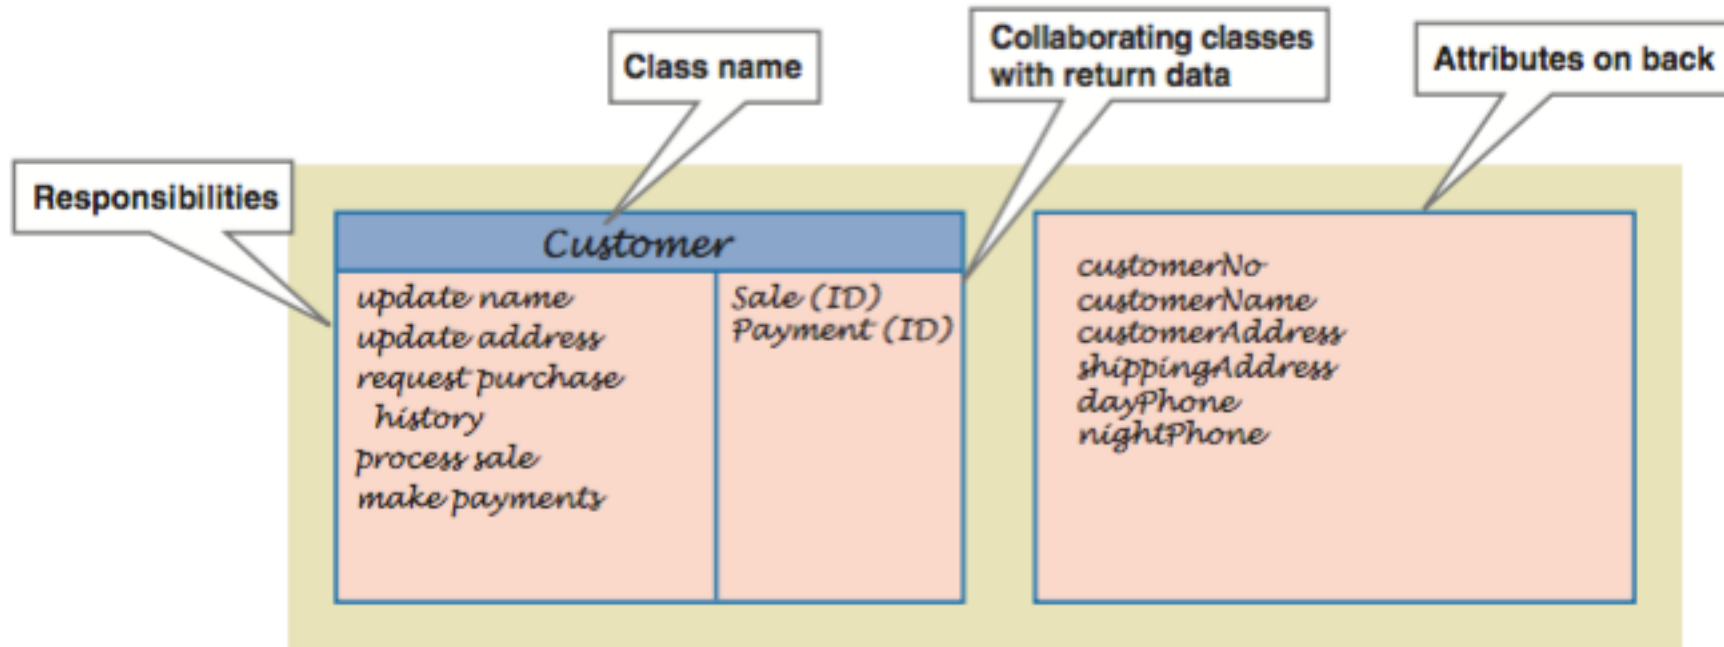 Class name
Collaborating classes
with return data
Attributes on back
Responsibilities
Customer
update name
update address
request purchase
history
process sale
make payments
Sale (ID)
Payment (ID)
customerNo
customerName
customerAddress
shippingAddress
dayPhone
nightPhone